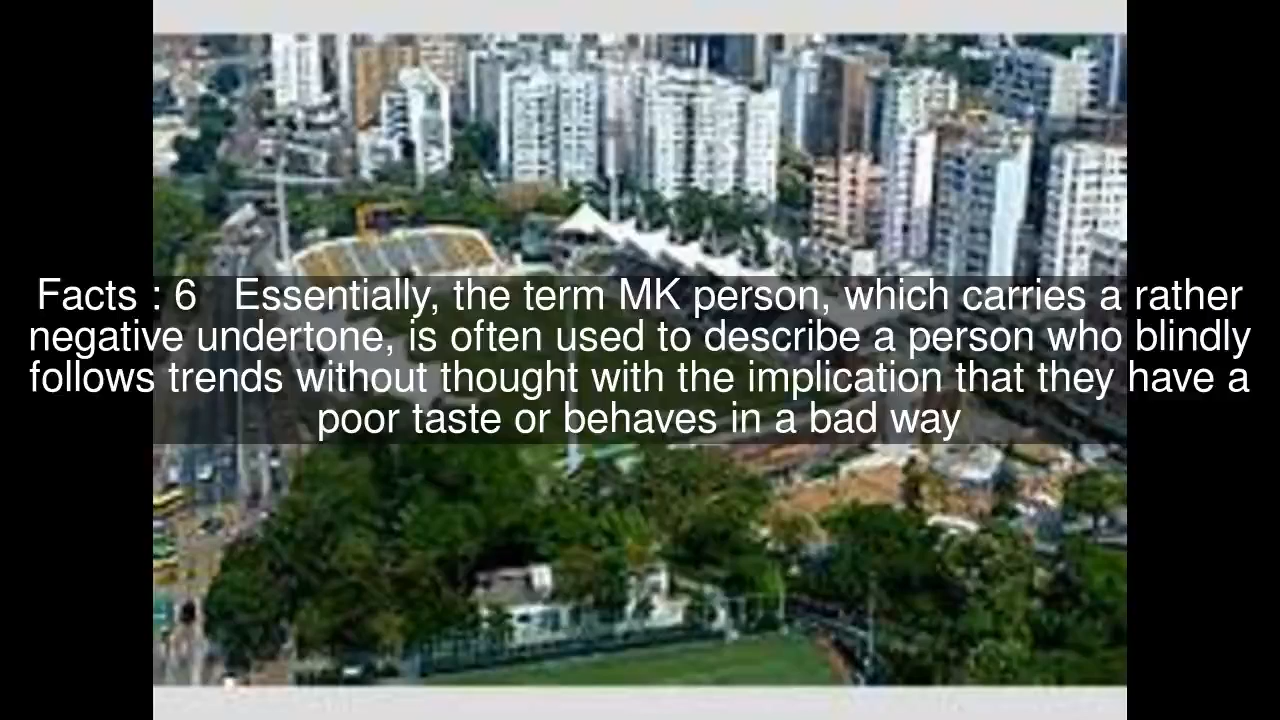 Facts : 6 Essentially, the term MK person, which carries a rather
negative undertone, is often used to describe a person who blindly
follows trends without thought with the implication that they have a
poor taste or behaves in a bad way